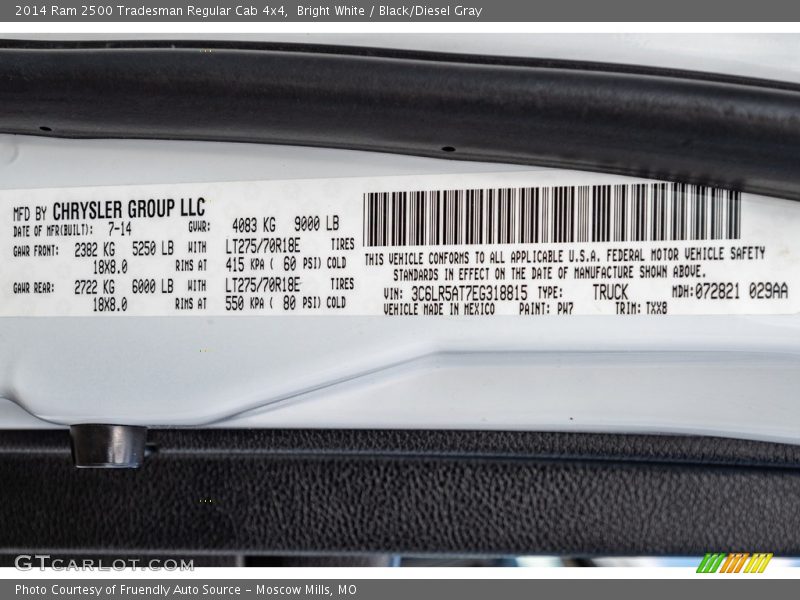 2014 Ram 2500 Tradesman Regular Cab 4x4,  Bright White / Black/Diesel Gray
MFD BY CHRYSLER GROUP LLC
DATE OF MFR(BUILT): 7-14 GVWR: 4083 KG 9000 LB
GAWR FRONT: 2382 KG 5250 LB WITH LT275/70R18E TIRES
18X8.0 RIMS AT 415 KPA ( 60 PSI) COLD
GAWR REAR: 2722 KG 6000 LB WITH LT275/70R18E TIRES
18X8.0 RIMS AT 550 KPA ( 80 PSI) COLD
THIS VEHICLE CONFORMS TO ALL APPLICABLE U.S.A. FEDERAL MOTOR VEHICLE SAFETY
STANDARDS IN EFFECT ON THE DATE OF MANUFACTURE SHOWN ABOVE.
VIN: 3C6LR5AT7EG318815 TYPE: TRUCK MDH:072821 029AA
VEHICLE MADE IN MEXICO PAINT: PW7 TRIM: TXX8
GTCARLOT.COM
Photo Courtesy of Fruendly Auto Source – Moscow Mills, MO